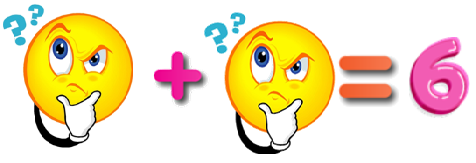 ?? + ?? = 6